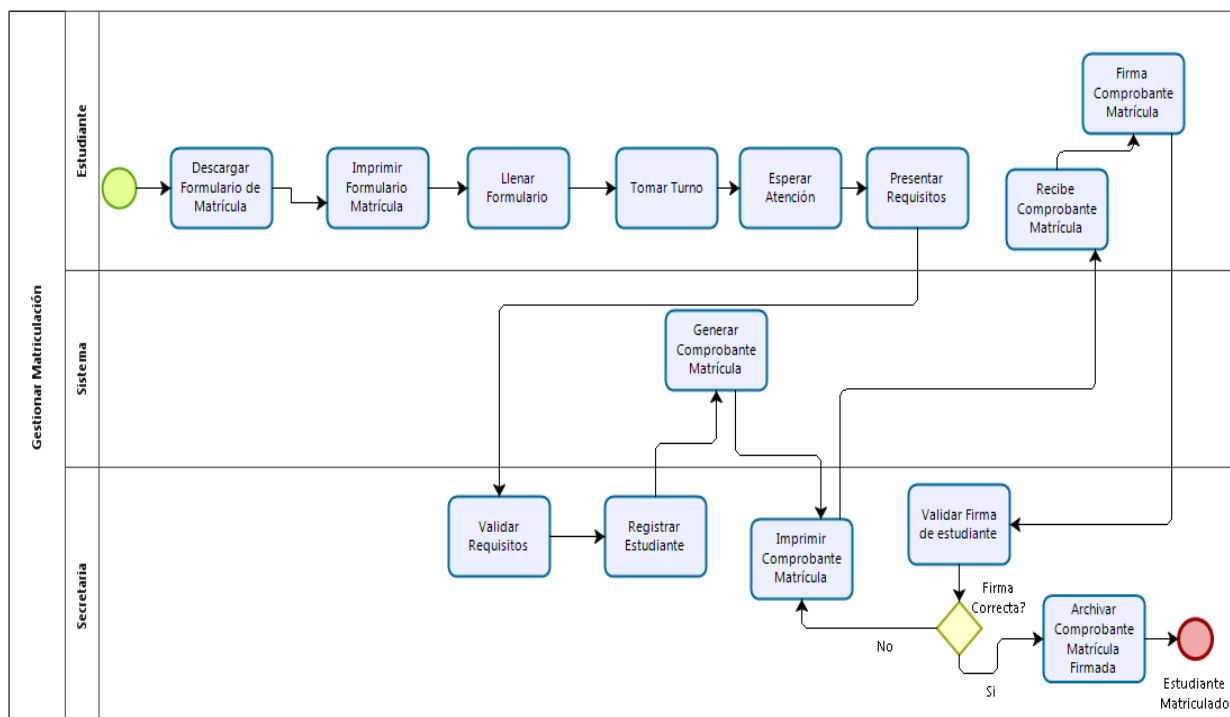 Gestionar Matriculación
Estudiante
Descargar
Formulario de
Matrícula
Imprimir
Formulario
Matrícula
Llenar
Formulario
Tomar Turno
Esperar
Atención
Presentar
Requisitos
Recibe
Comprobante
Matrícula
Firma
Comprobante
Matrícula
Sistema
Generar
Comprobante
Matrícula
Secretaria
Validar
Requisitos
Registrar
Estudiante
Imprimir
Comprobante
Matrícula
Validar Firma
de estudiante
Firma
Correcta?
No
Si
Archivar
Comprobante
Matrícula
Firmada
Estudiante
Matriculado